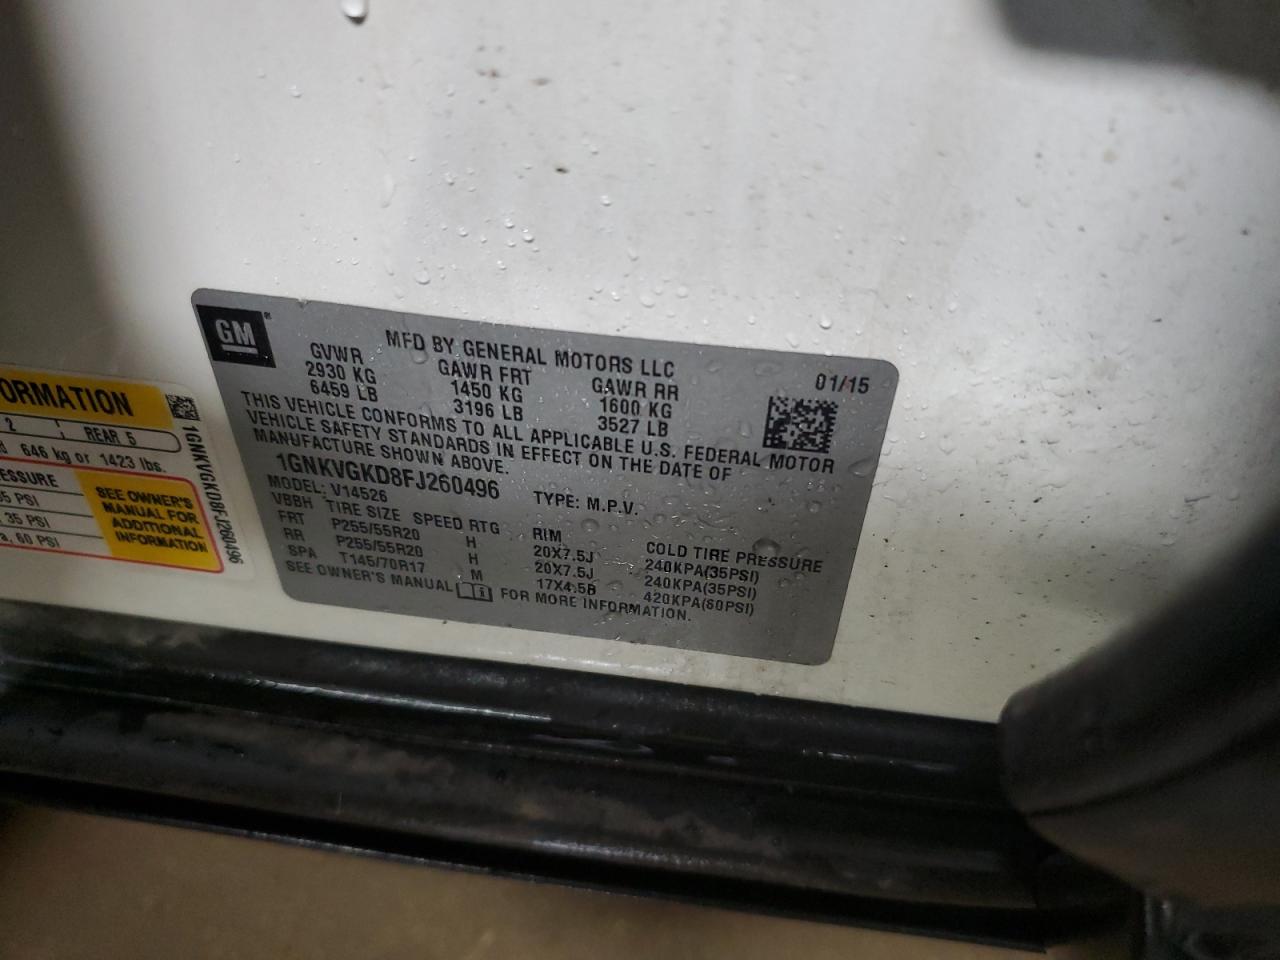 GM
MFD BY GENERAL MOTORS LLC
01/15
GVWR GAWR FRT GAWR RR
2930 KG 1450 KG 1600 KG
6459 LB 3196 LB 3527 LB
THIS VEHICLE CONFORMS TO ALL APPLICABLE U.S. FEDERAL MOTOR
VEHICLE SAFETY STANDARDS IN EFFECT ON THE DATE OF
MANUFACTURE SHOWN ABOVE.
1GNKVGKD8FJ260496 TYPE: M.P.V.
MODEL: V14526
VBBH TIRE SIZE SPEED RTG RIM COLD TIRE PRESSURE
FRT P255/55R20 H 20X7.5J 240KPA(35PSI)
RR P255/55R20 H 20X7.5J 240KPA(35PSI)
SPA T145/70R17 M 17X4.5B 420KPA(60PSI)
SEE OWNER'S MANUAL FOR MORE INFORMATION.
ORMATION
2 : REAR 5
646 kg or 1423 lbs.
ESSURE
5 PSI
, 35 PSI
a, 60 PSI
SEE OWNER'S
MANUAL FOR
ADDITIONAL
INFORMATION
1GNKVGKD8FJ260496